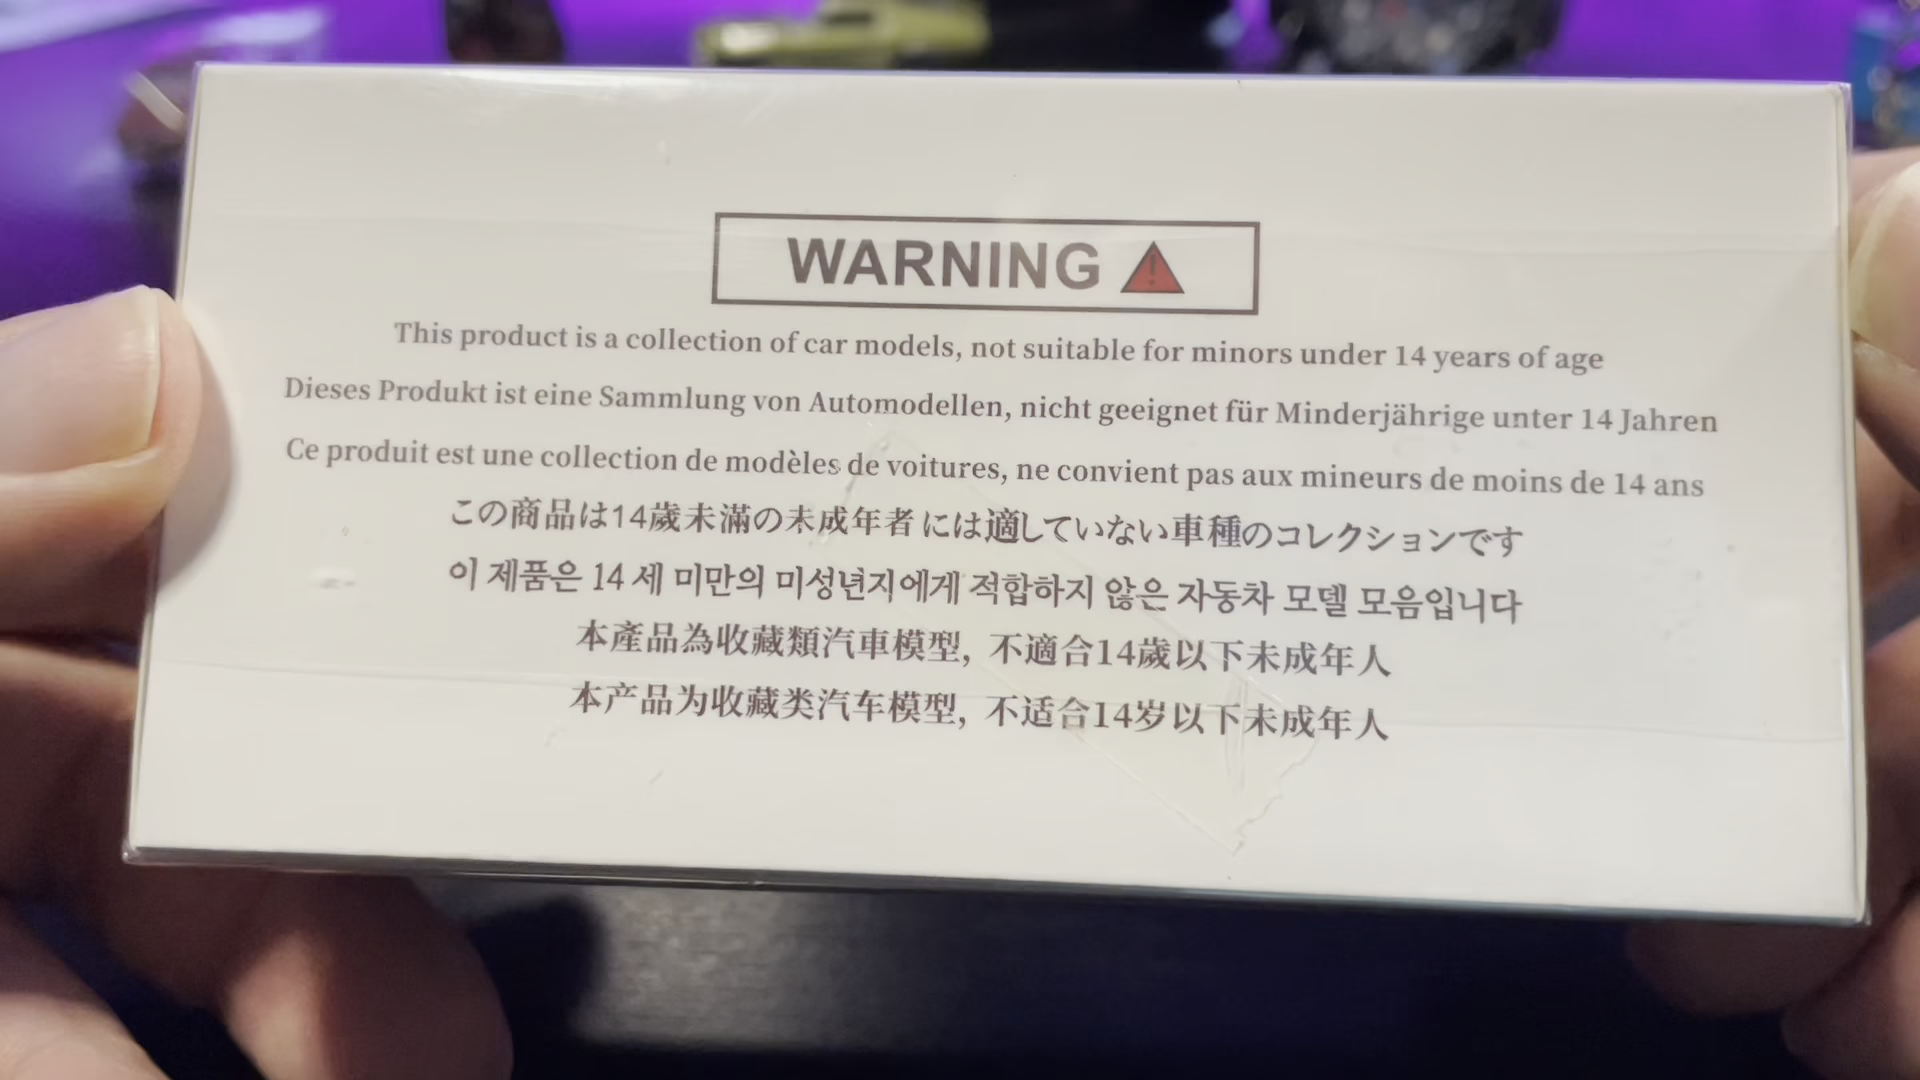 WARNING
This product is a collection of car models, not suitable for minors under 14 years of age
Dieses Produkt ist eine Sammlung von Automodellen, nicht geeignet für Minderjährige unter 14 Jahren
Ce produit est une collection de modèles de voitures, ne convient pas aux mineurs de moins de 14 ans
この商品は14歳未滿の未成年者には適していない車種のコレクションです
이 제품은 14 세 미만의 미성년지에게 적합하지 않은 자동차 모델 모음입니다
本產品為收藏類汽車模型, 不適合14歲以下未成年人
本产品为收藏类汽车模型, 不适合14岁以下未成年人